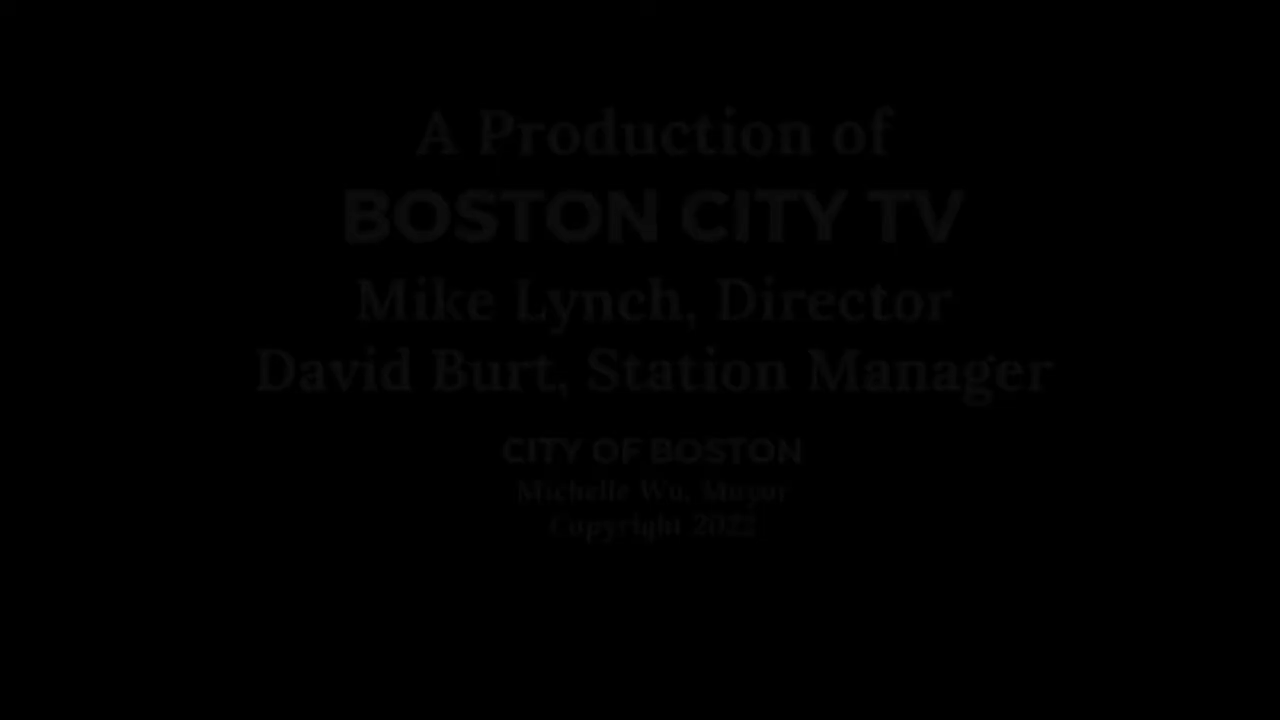 A Production of
BOSTON CITY TV
Mike Lynch, Director
David Burt, Station Manager
CITY OF BOSTON
Michelle Wu, Mayor
Copyright 2022